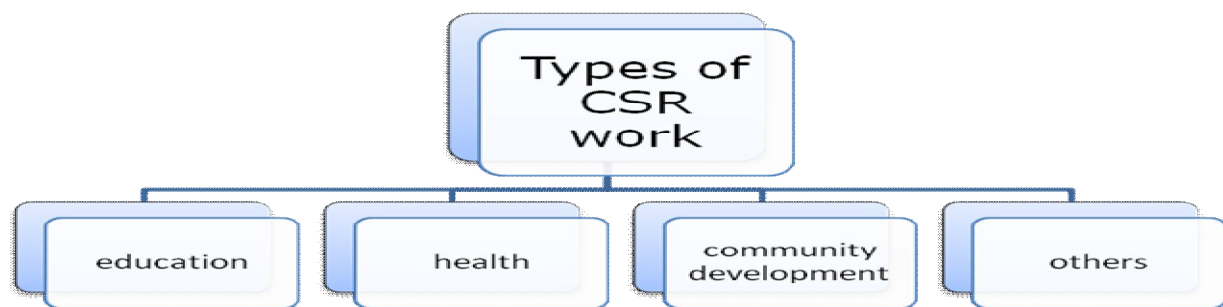 Types of
CSR
work
education
health
community
development
others